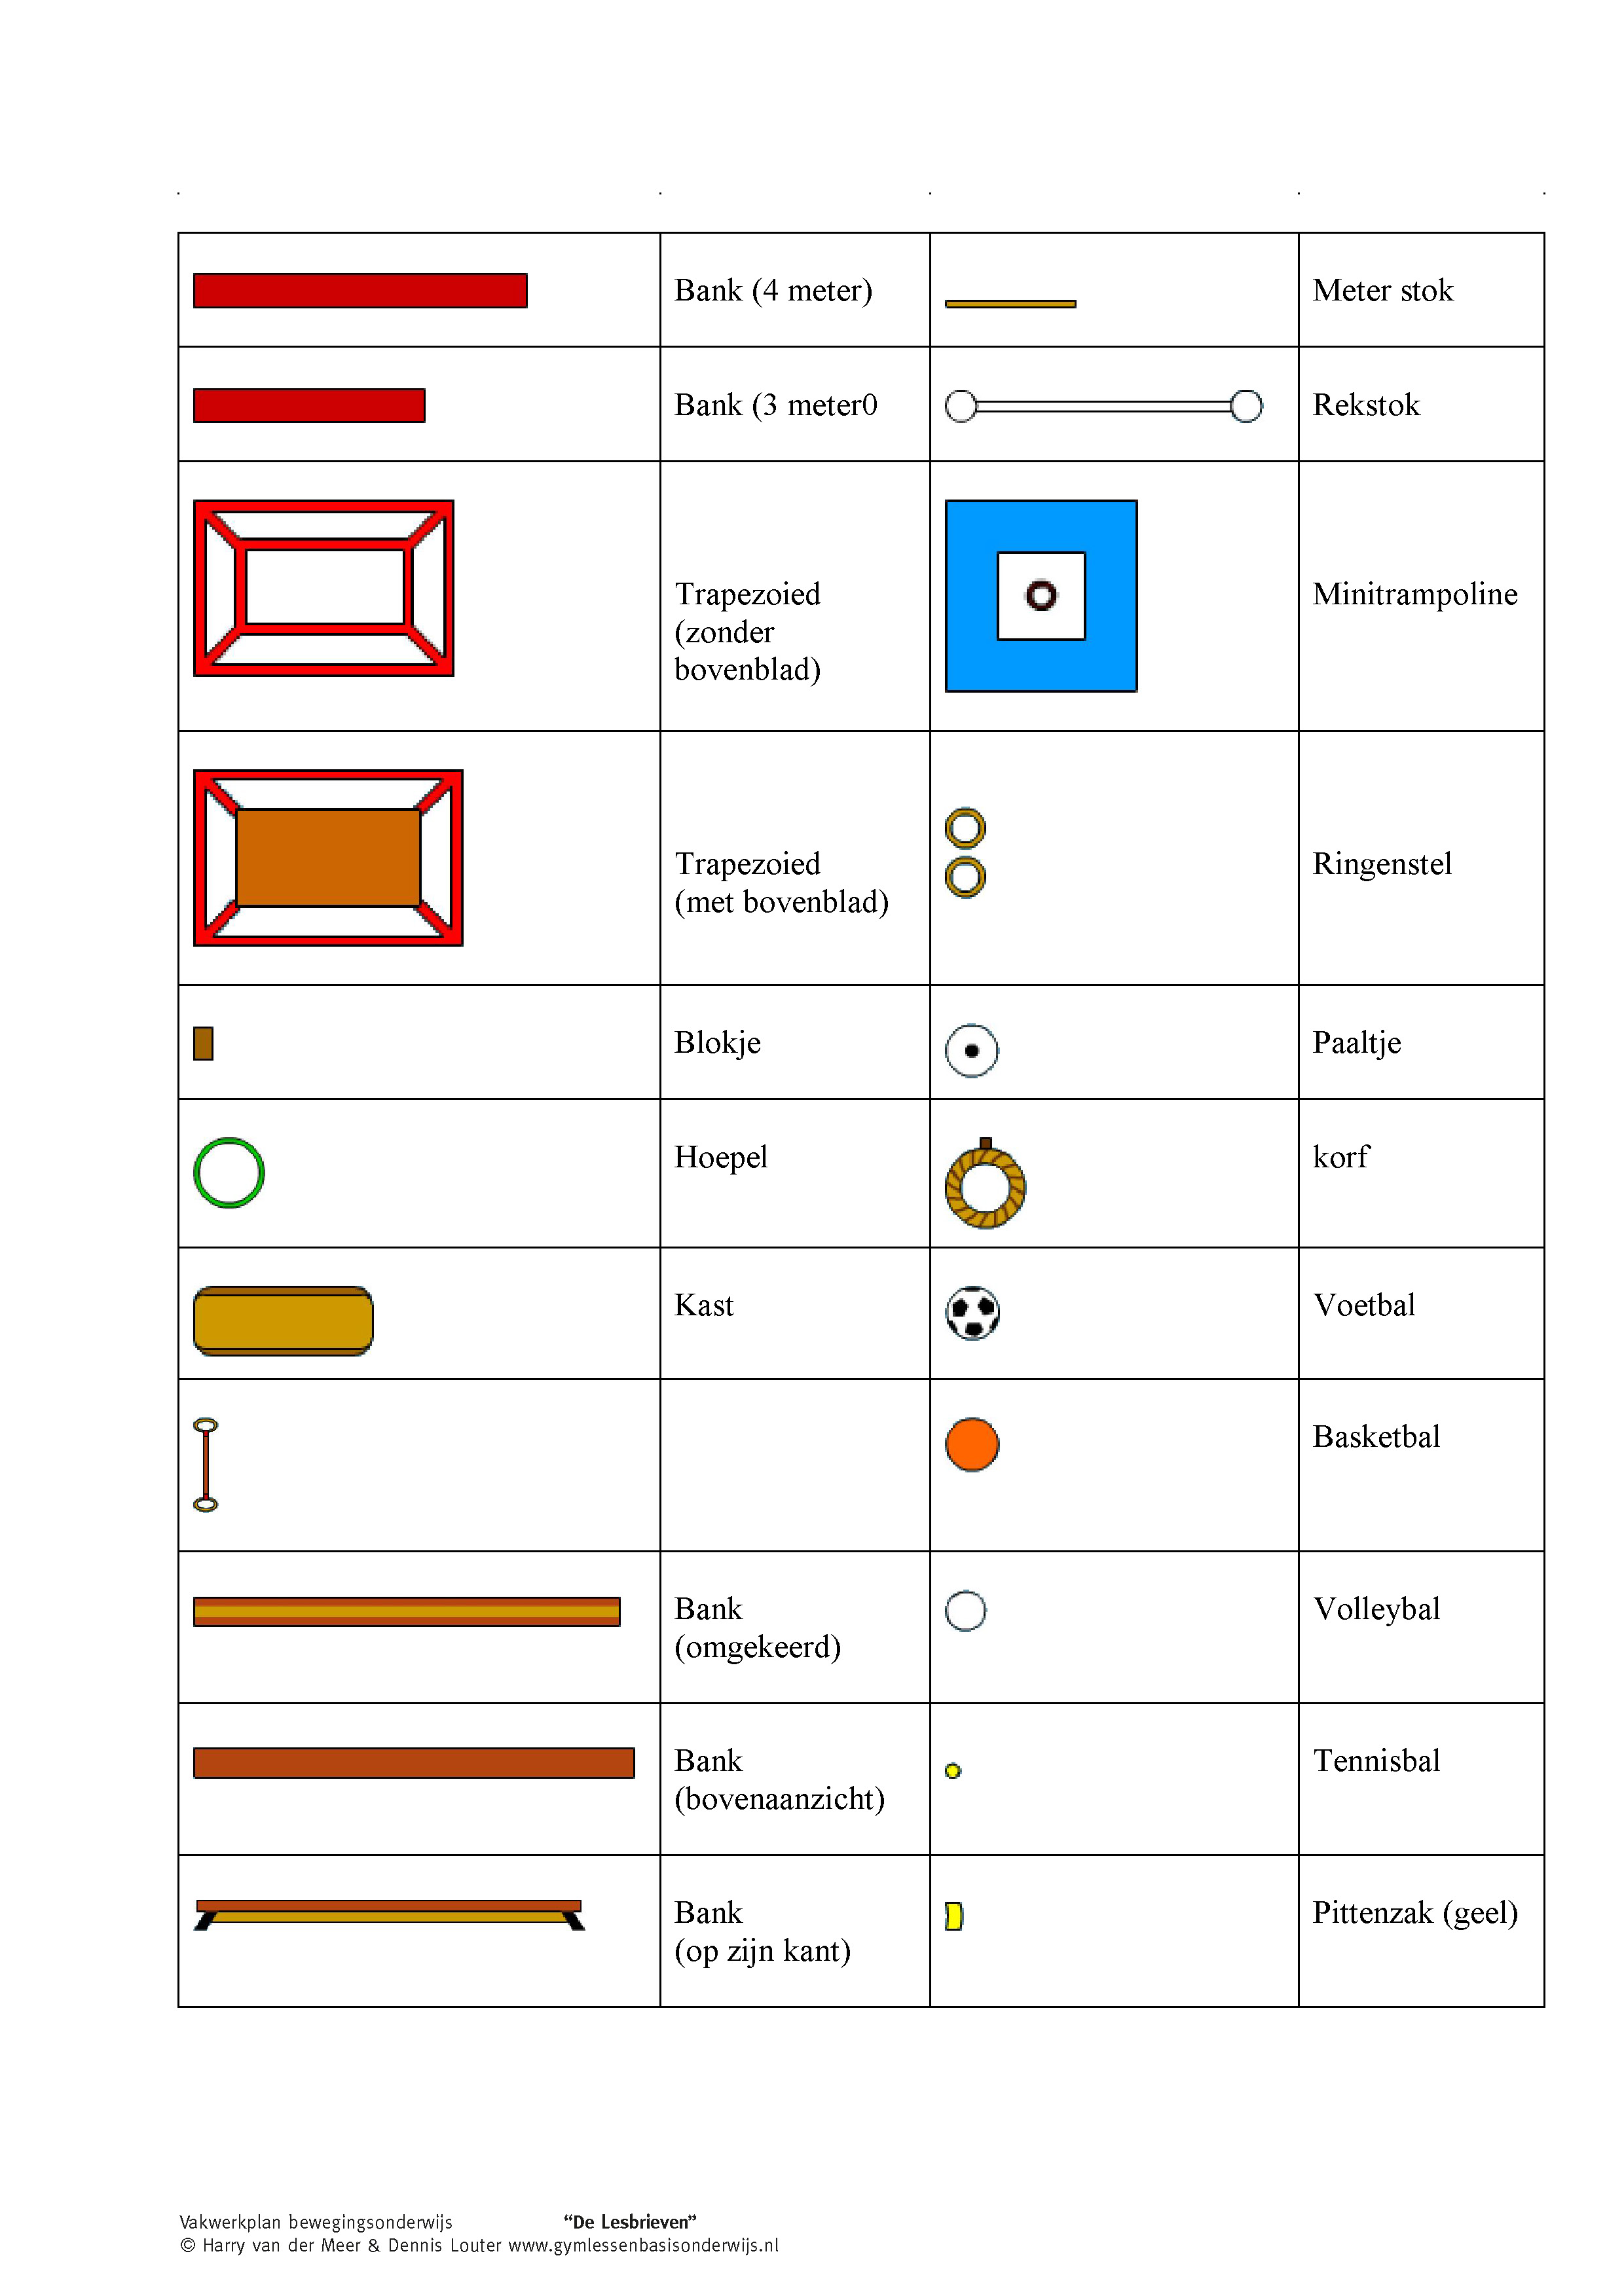 Bank (4 meter)
Meter stok
Bank (3 meter0
Rekstok
Trapezoied
(zonder
bovenblad)
Minitrampoline
Trapezoied
(met bovenblad)
Ringenstel
Blokje
Paaltje
Hoepel
korf
Kast
Voetbal
Basketbal
Bank
(omgekeerd)
Volleybal
Bank
(bovenaanzicht)
Tennisbal
Bank
(op zijn kant)
Pittenzak (geel)
Vakwerkplan bewegingsonderwijs “De Lesbrieven”
© Harry van der Meer & Dennis Louter www.gymlessenbasisonderwijs.nl